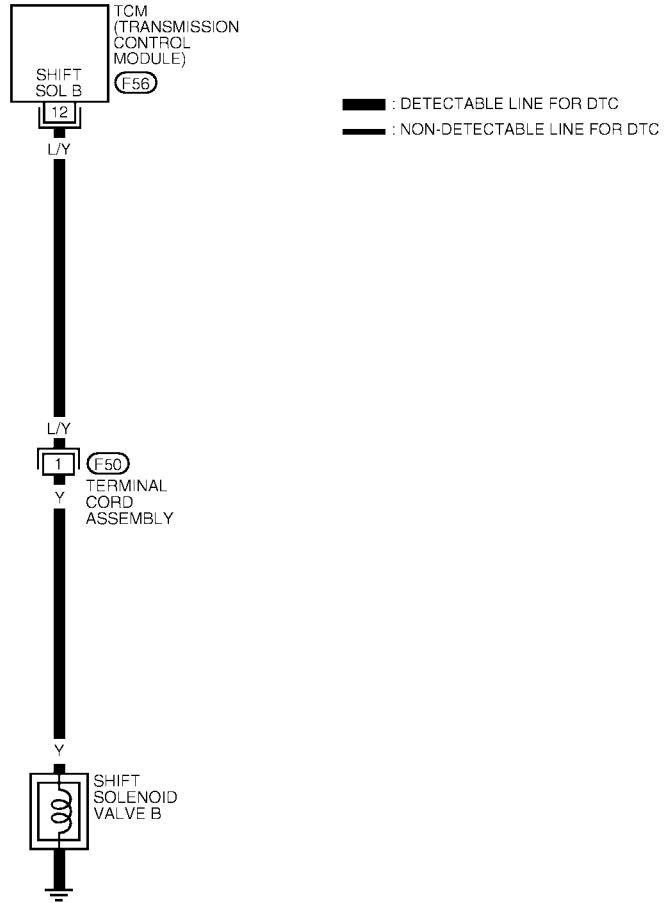 TCM
(TRANSMISSION
CONTROL
MODULE)
F56
SHIFT
SOL B
12
L/Y
: DETECTABLE LINE FOR DTC
: NON-DETECTABLE LINE FOR DTC
L/Y
1
F50
TERMINAL
CORD
ASSEMBLY
Y
Y
SHIFT
SOLENOID
VALVE B